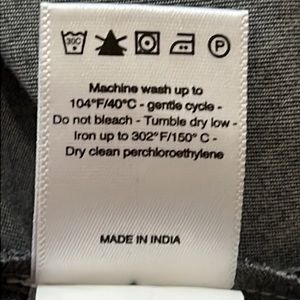 P
Machine wash up to
104°F/40°C - gentle cycle -
Do not bleach - Tumble dry low -
Iron up to 302°F/150° C -
Dry clean perchloroethylene
MADE IN INDIA